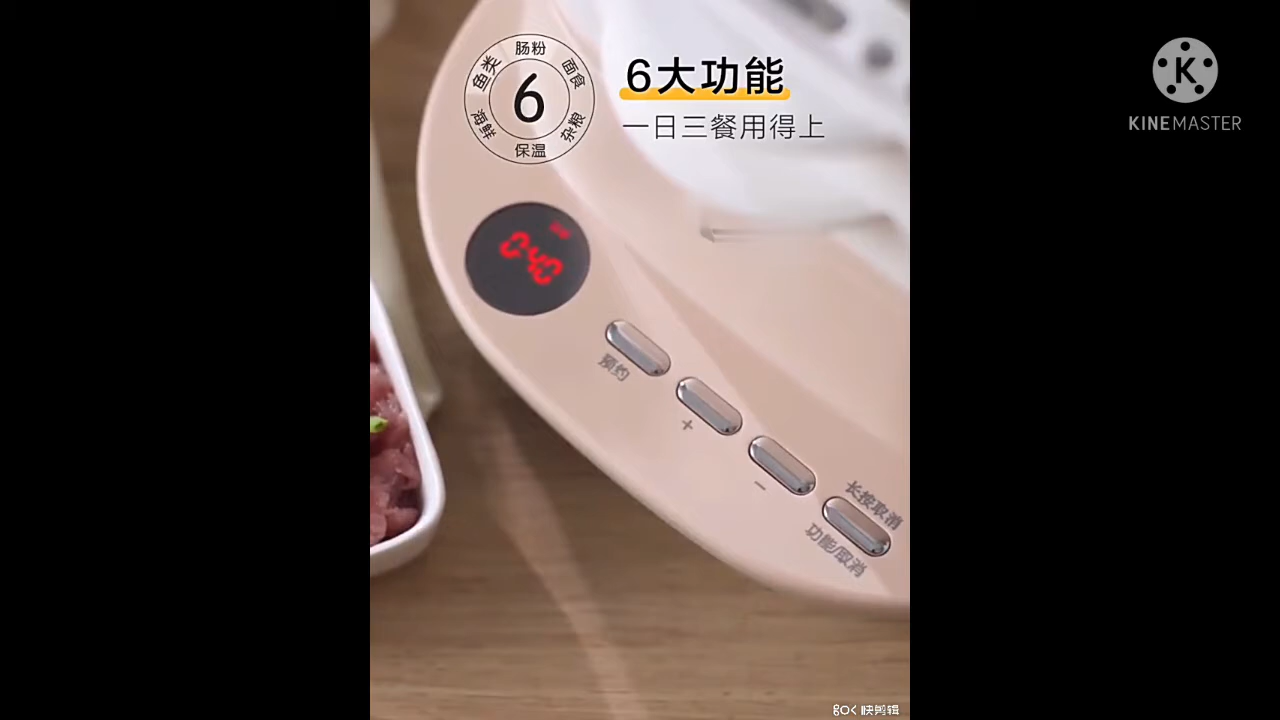 肠粉
面食
杂粮
保温
海鲜
鱼类
6
6大功能
一日三餐用得上
KINEMASTER
0:40
预约
+
−
长按取消
功能/取消
快剪辑